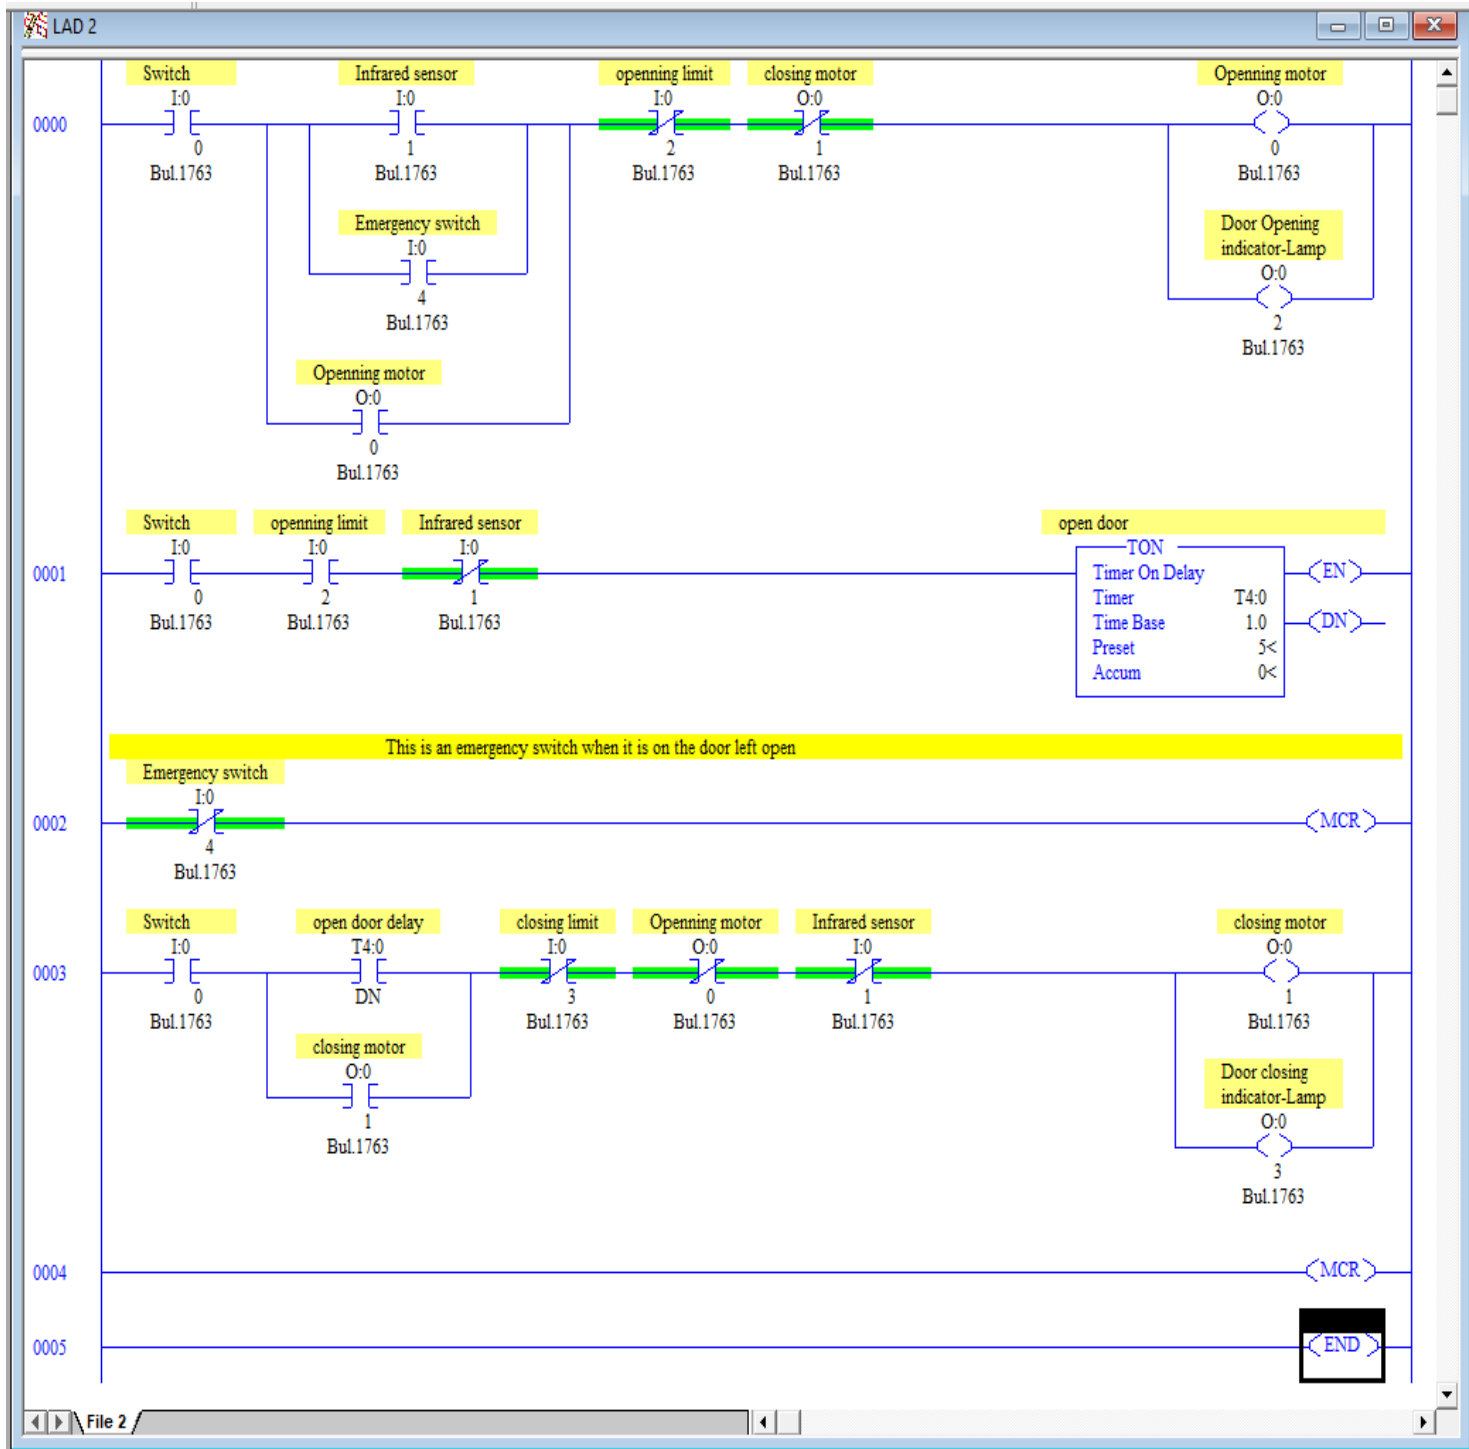 LAD 2
Switch Infrared sensor openning limit closing motor Openning motor
I:0 I:0 I:0 O:0 O:0
0000
0 1 2 1 0
Bul.1763 Bul.1763 Bul.1763 Bul.1763 Bul.1763
Emergency switch
I:0
4
Bul.1763
Door Opening
indicator-Lamp
O:0
2
Bul.1763
Openning motor
O:0
0
Bul.1763
Switch openning limit Infrared sensor open door
I:0 I:0 I:0
0001
0 2 1
Bul.1763 Bul.1763 Bul.1763
TON
Timer On Delay
Timer T4:0
Time Base 1.0
Preset 5<
Accum 0<
EN
DN
This is an emergency switch when it is on the door left open
Emergency switch
I:0
0002 MCR
4
Bul.1763
Switch open door delay closing limit Openning motor Infrared sensor closing motor
I:0 T4:0 I:0 O:0 I:0 O:0
0003
0 DN 3 0 1 1
Bul.1763 Bul.1763 Bul.1763 Bul.1763 Bul.1763
closing motor
O:0
1
Bul.1763
Door closing
indicator-Lamp
O:0
3
Bul.1763
0004 MCR
0005 END
File 2